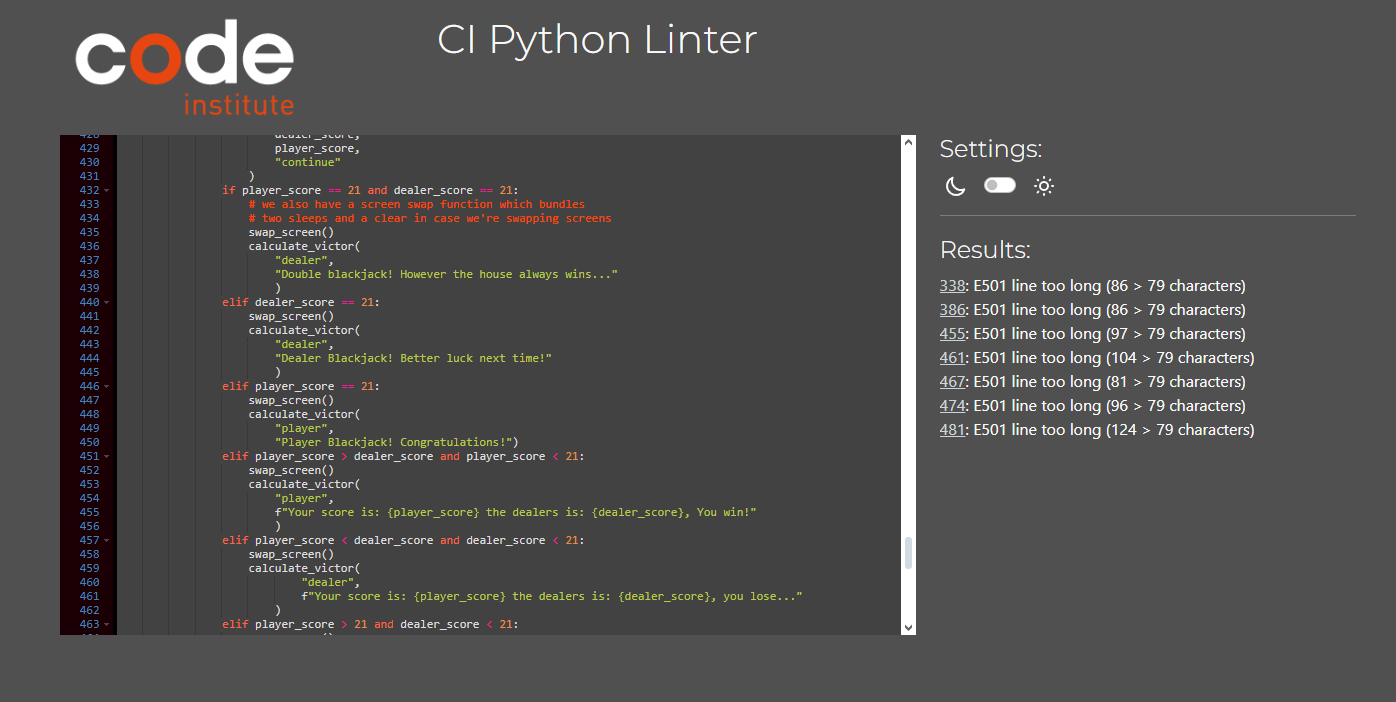 code
institute
CI Python Linter
428 dealer_score,
429 player_score,
430 "continue"
431 )
432 if player_score == 21 and dealer_score == 21:
433 # we also have a screen swap function which bundles
434 # two sleeps and a clear in case we're swapping screens
435 swap_screen()
436 calculate_victor(
437 "dealer",
438 "Double blackjack! However the house always wins..."
439 )
440 elif dealer_score == 21:
441 swap_screen()
442 calculate_victor(
443 "dealer",
444 "Dealer Blackjack! Better luck next time!"
445 )
446 elif player_score == 21:
447 swap_screen()
448 calculate_victor(
449 "player",
450 "Player Blackjack! Congratulations!")
451 elif player_score > dealer_score and player_score < 21:
452 swap_screen()
453 calculate_victor(
454 "player",
455 f"Your score is: {player_score} the dealers is: {dealer_score}, You win!"
456 )
457 elif player_score < dealer_score and dealer_score < 21:
458 swap_screen()
459 calculate_victor(
460 "dealer",
461 f"Your score is: {player_score} the dealers is: {dealer_score}, you lose..."
462 )
463 elif player_score > 21 and dealer_score < 21:
Settings:
Results:
338: E501 line too long (86 > 79 characters)
386: E501 line too long (86 > 79 characters)
455: E501 line too long (97 > 79 characters)
461: E501 line too long (104 > 79 characters)
467: E501 line too long (81 > 79 characters)
474: E501 line too long (96 > 79 characters)
481: E501 line too long (124 > 79 characters)